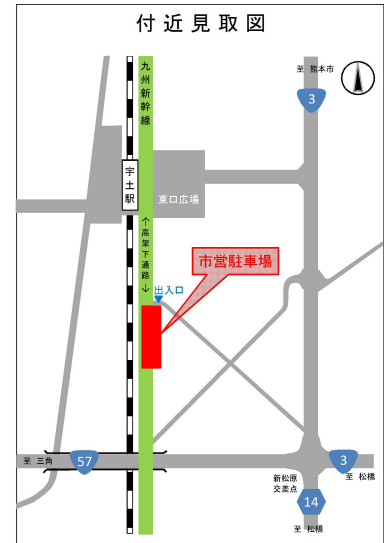 付近見取図
至 熊本市
3
九州新幹線
宇土駅
東口広場
↑高架下通路↓
市営駐車場
出入口
至 三角
57
3
至 松橋
新松原
交差点
14
至 松橋